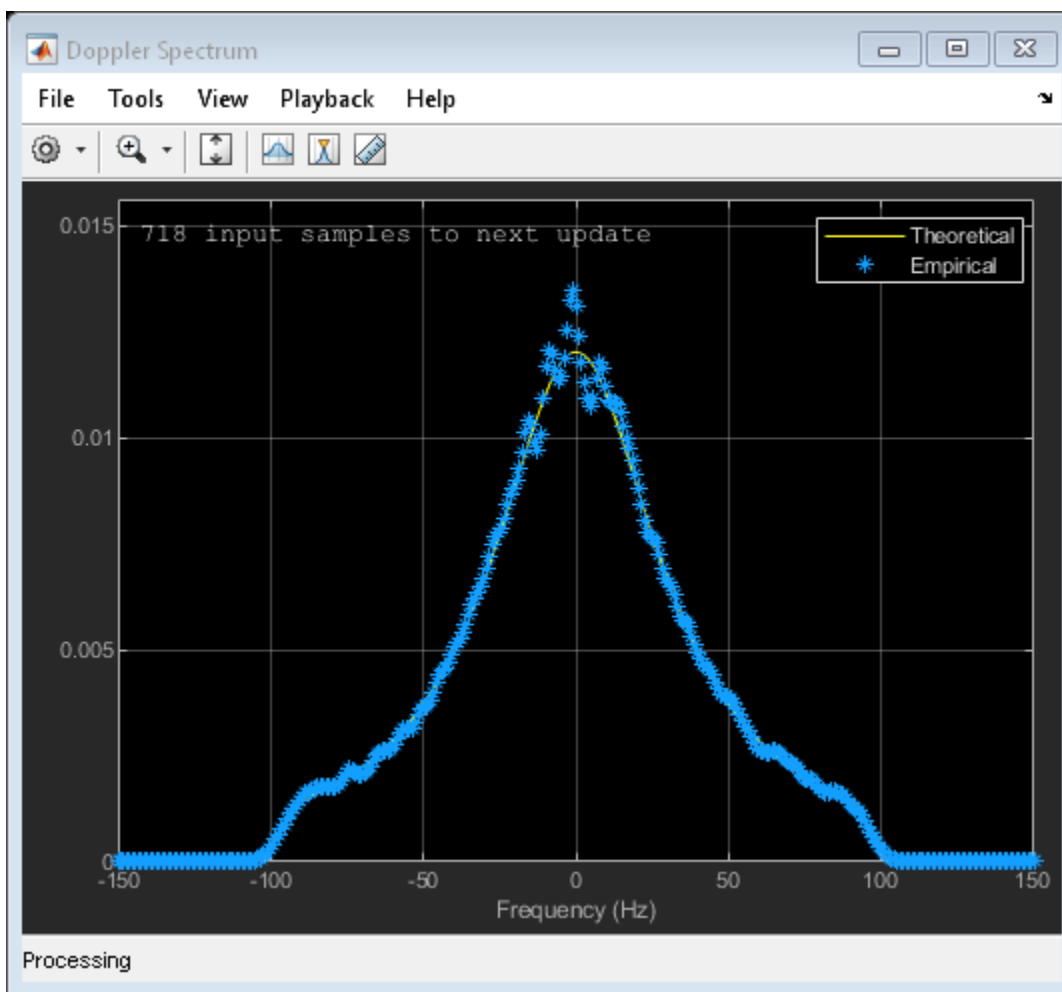 Doppler Spectrum
File Tools View Playback Help
0.015
718 input samples to next update
Theoretical
Empirical
0.01
0.005
0
-150 -100 -50 0 50 100 150
Frequency (Hz)
Processing